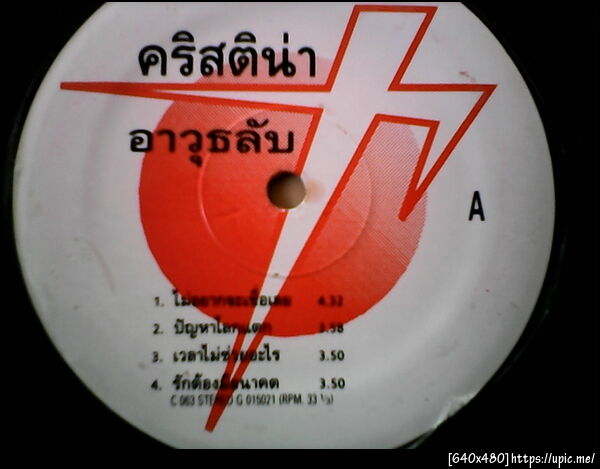 คริสติน่า
อาวุธลับ
A
1. ไม่อยากจะเชื่อเลย 4.32
2. ปัญหาโลกแตก 3.58
3. เวลาไม่ช่วยอะไร 3.50
4. รักต้องมีอนาคต 3.50
C 063 STEREO G 015021 (RPM. 33 ⅓)
[640x480]https://upic.me/